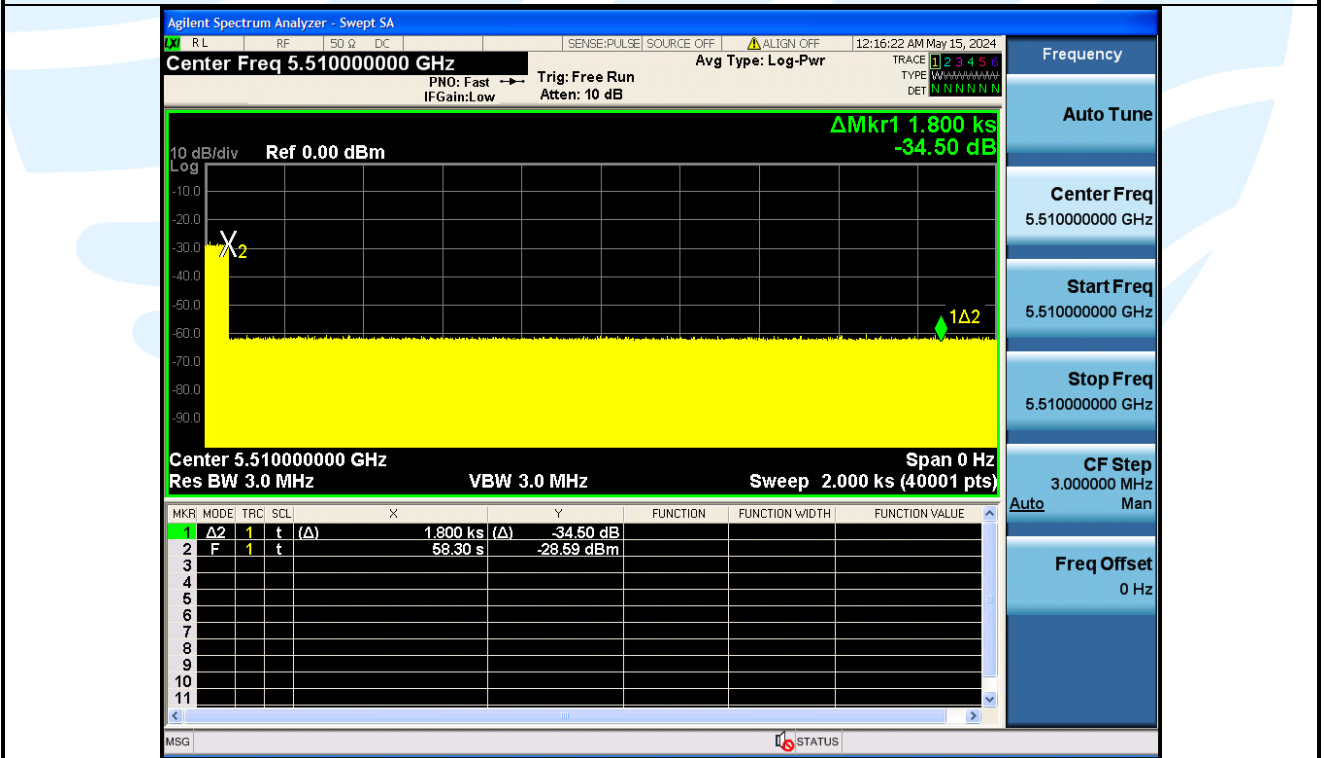 Agilent Spectrum Analyzer - Swept SA
LXI RL RF 50 Ω DC SENSE:PULSE SOURCE OFF ALIGN OFF 12:16:22 AM May 15, 2024
Center Freq 5.510000000 GHz Avg Type: Log-Pwr TRACE 1 2 3 4 5 6
PNO: Fast Trig: Free Run TYPE
IFGain:Low Atten: 10 dB DET N N N N N N
ΔMkr1 1.800 ks
-34.50 dB
10 dB/div Ref 0.00 dBm
Log
-10.0
-20.0
-30.0
-40.0
-50.0
-60.0
-70.0
-80.0
-90.0
X2
1Δ2
Center 5.510000000 GHz Span 0 Hz
Res BW 3.0 MHz VBW 3.0 MHz Sweep 2.000 ks (40001 pts)
MKR MODE TRC SCL X Y FUNCTION FUNCTION WIDTH FUNCTION VALUE
1 Δ2 1 t (Δ) 1.800 ks (Δ) -34.50 dB
2 F 1 t 58.30 s -28.59 dBm
3
4
5
6
7
8
9
10
11
MSG STATUS
Frequency
Auto Tune
Center Freq
5.510000000 GHz
Start Freq
5.510000000 GHz
Stop Freq
5.510000000 GHz
CF Step
3.000000 MHz
Auto Man
Freq Offset
0 Hz